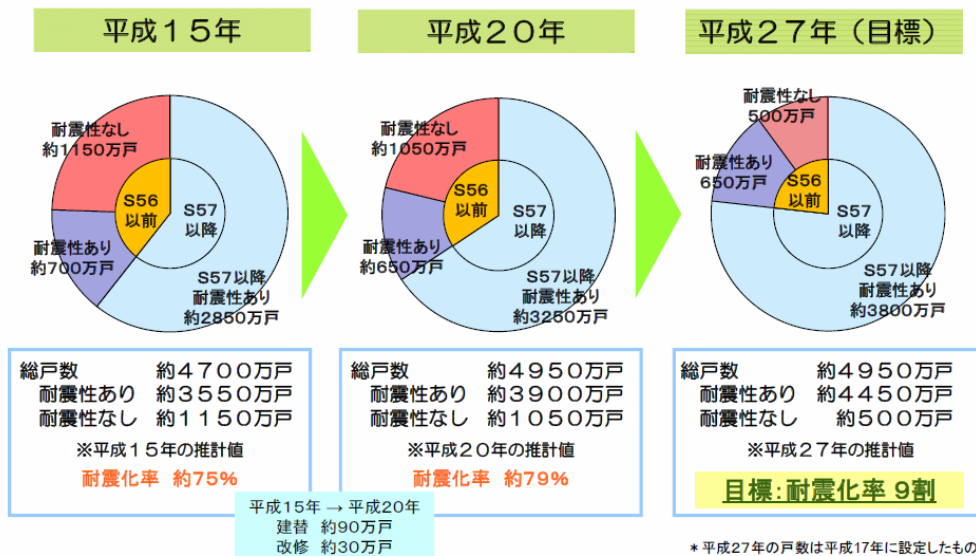 平成15年
平成20年
平成27年（目標）
耐震性なし
約1150万戸
S56
以前
S57
以降
耐震性あり
約700万戸
S57以降
耐震性あり
約2850万戸
耐震性なし
約1050万戸
S56
以前
S57
以降
耐震性あり
約650万戸
S57以降
耐震性あり
約3250万戸
耐震性なし
500万戸
耐震性あり
650万戸
S56
以前
S57
以降
S57以降
耐震性あり
約3800万戸
総戸数 約4700万戸
耐震性あり 約3550万戸
耐震性なし 約1150万戸
※平成15年の推計値
耐震化率 約75%
総戸数 約4950万戸
耐震性あり 約3900万戸
耐震性なし 約1050万戸
※平成20年の推計値
耐震化率 約79%
総戸数 約4950万戸
耐震性あり 約4450万戸
耐震性なし 約500万戸
※平成27年の推計値
目標：耐震化率 9割
平成15年 → 平成20年
建替 約90万戸
改修 約30万戸
＊平成27年の戸数は平成17年に設定したもの